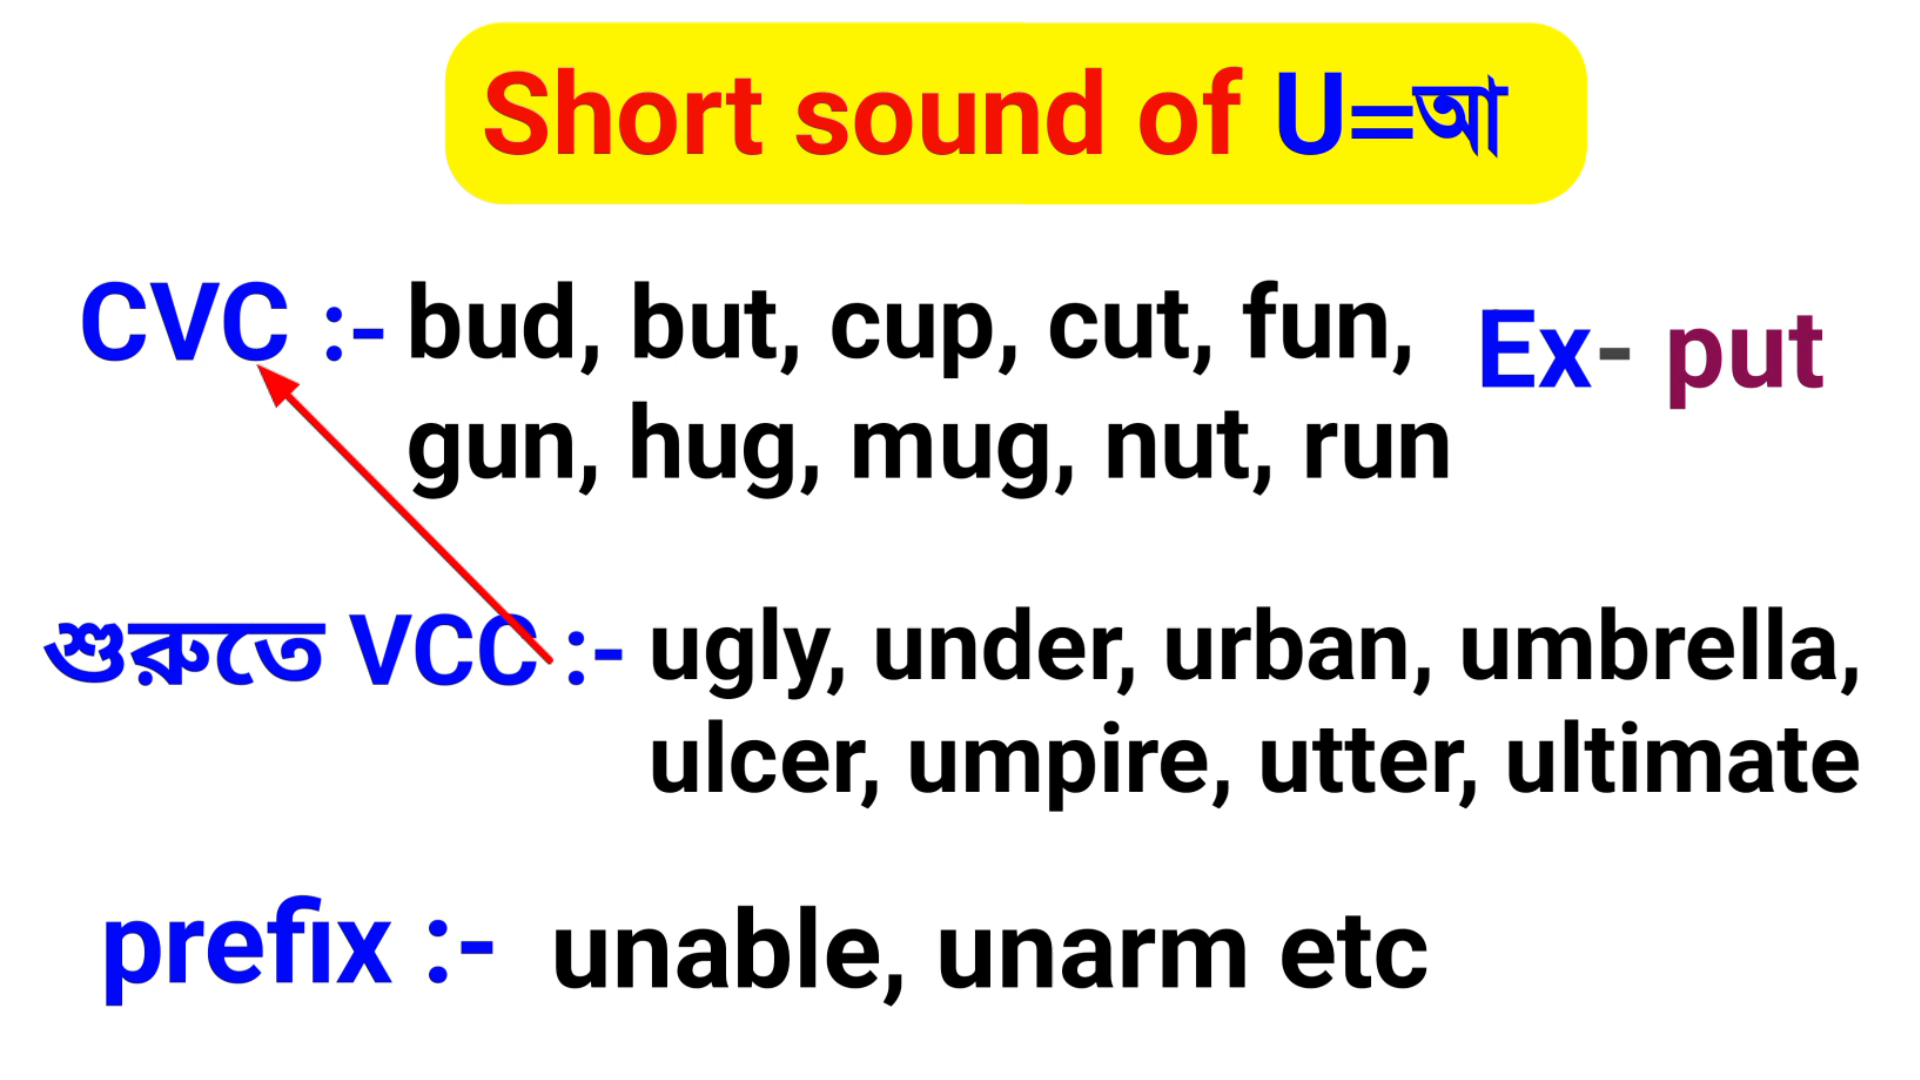 Short sound of U=আ
CVC :- bud, but, cup, cut, fun,
gun, hug, mug, nut, run
Ex- put
শুরুতে VCC :- ugly, under, urban, umbrella,
ulcer, umpire, utter, ultimate
prefix :- unable, unarm etc